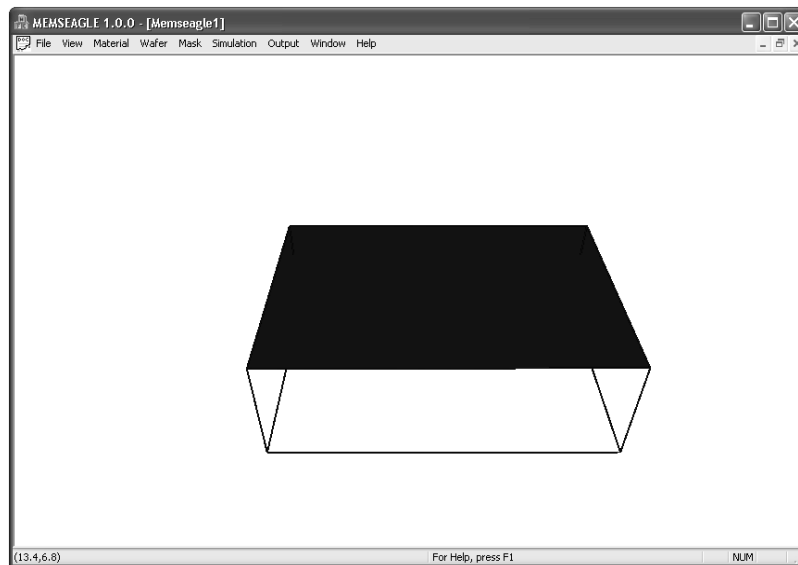 MEMSEAGLE 1.0.0 - [Memseagle1]
File View Material Wafer Mask Simulation Output Window Help
(13.4,6.8) For Help, press F1 NUM